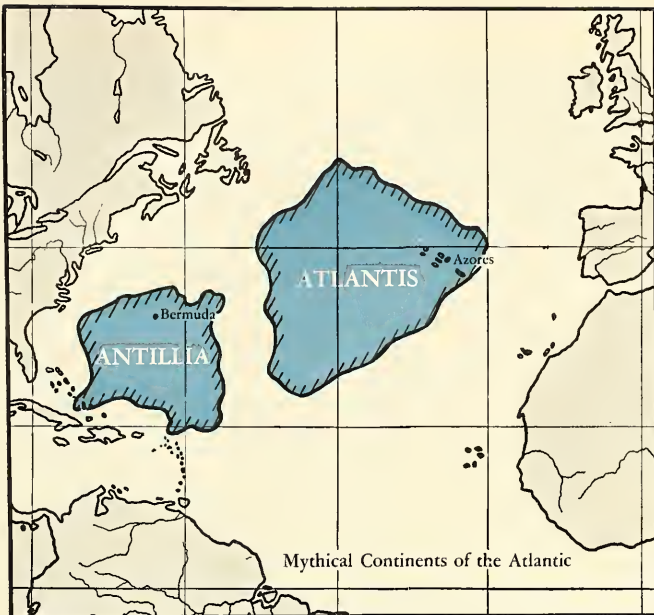 Azores
ATLANTIS
Bermuda
ANTILLIA
Mythical Continents of the Atlantic